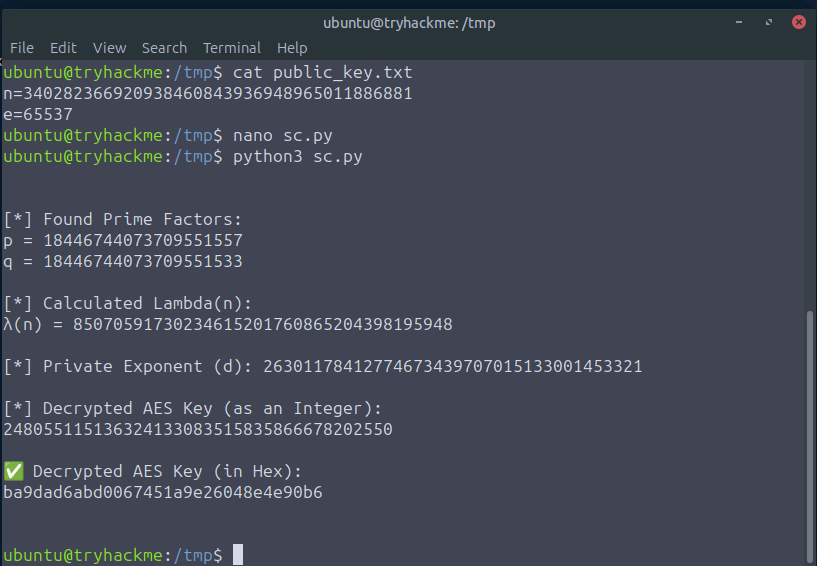 ubuntu@tryhackme: /tmp
File Edit View Search Terminal Help
ubuntu@tryhackme:/tmp$ cat public_key.txt
n=340282366920938460843936948965011886881
e=65537
ubuntu@tryhackme:/tmp$ nano sc.py
ubuntu@tryhackme:/tmp$ python3 sc.py
[*] Found Prime Factors:
p = 18446744073709551557
q = 18446744073709551533
[*] Calculated Lambda(n):
λ(n) = 85070591730234615201760865204398195948
[*] Private Exponent (d): 26301178412774673439707015133001453321
[*] Decrypted AES Key (as an Integer):
248055115136324133083515835866678202550
✅ Decrypted AES Key (in Hex):
ba9dad6abd0067451a9e26048e4e90b6
ubuntu@tryhackme:/tmp$